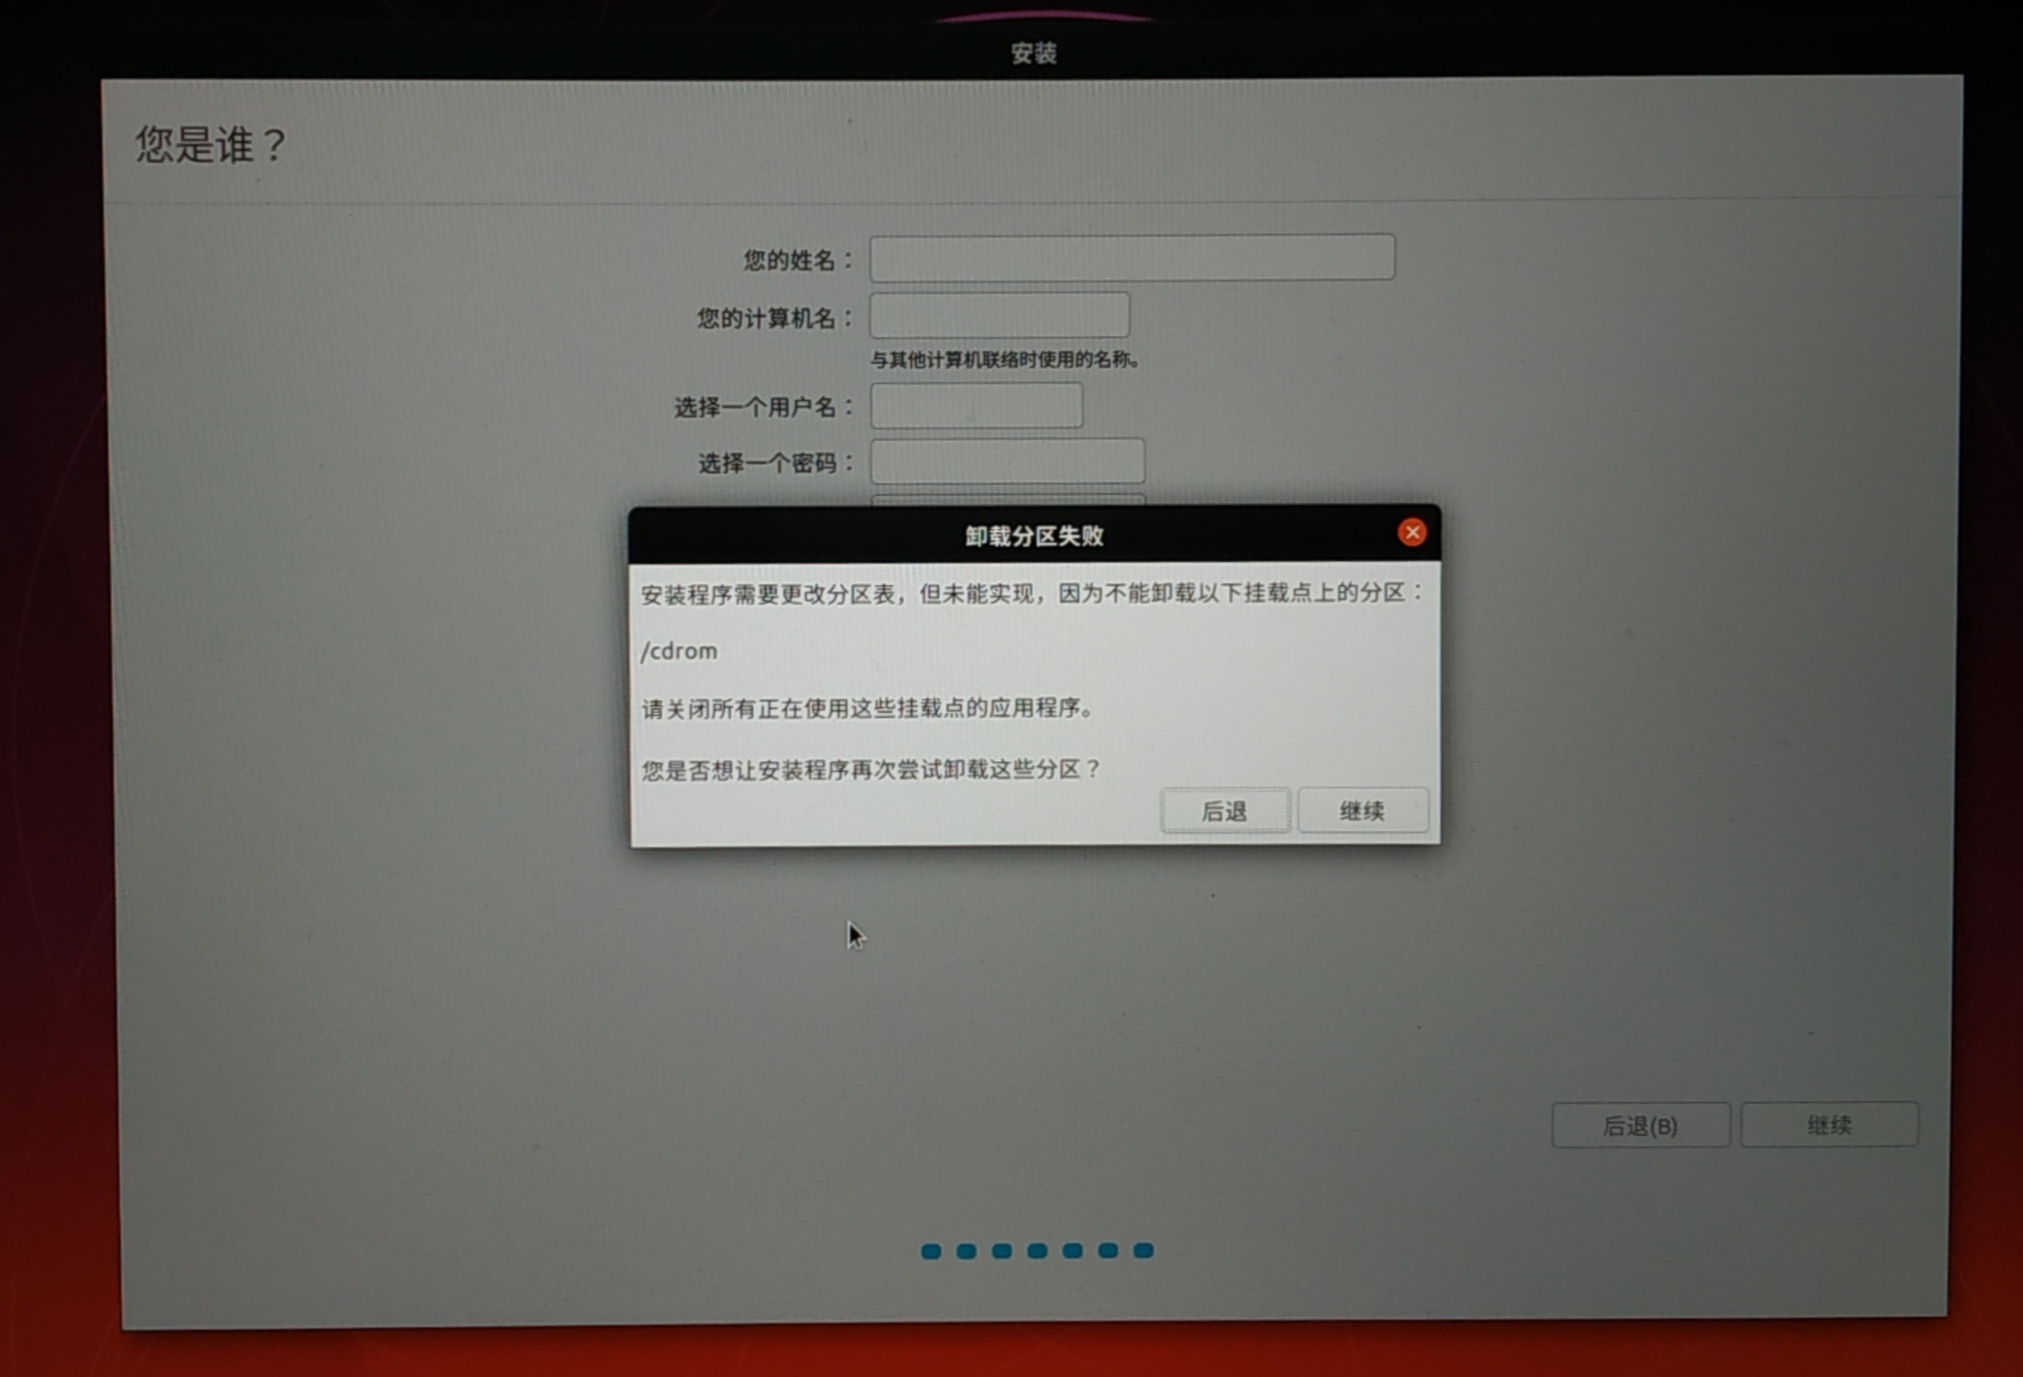 安装
您是谁？
您的姓名：
您的计算机名：
与其他计算机联络时使用的名称。
选择一个用户名：
选择一个密码：
卸载分区失败
安装程序需要更改分区表，但未能实现，因为不能卸载以下挂载点上的分区：
/cdrom
请关闭所有正在使用这些挂载点的应用程序。
您是否想让安装程序再次尝试卸载这些分区？
后退 继续
后退(B) 继续